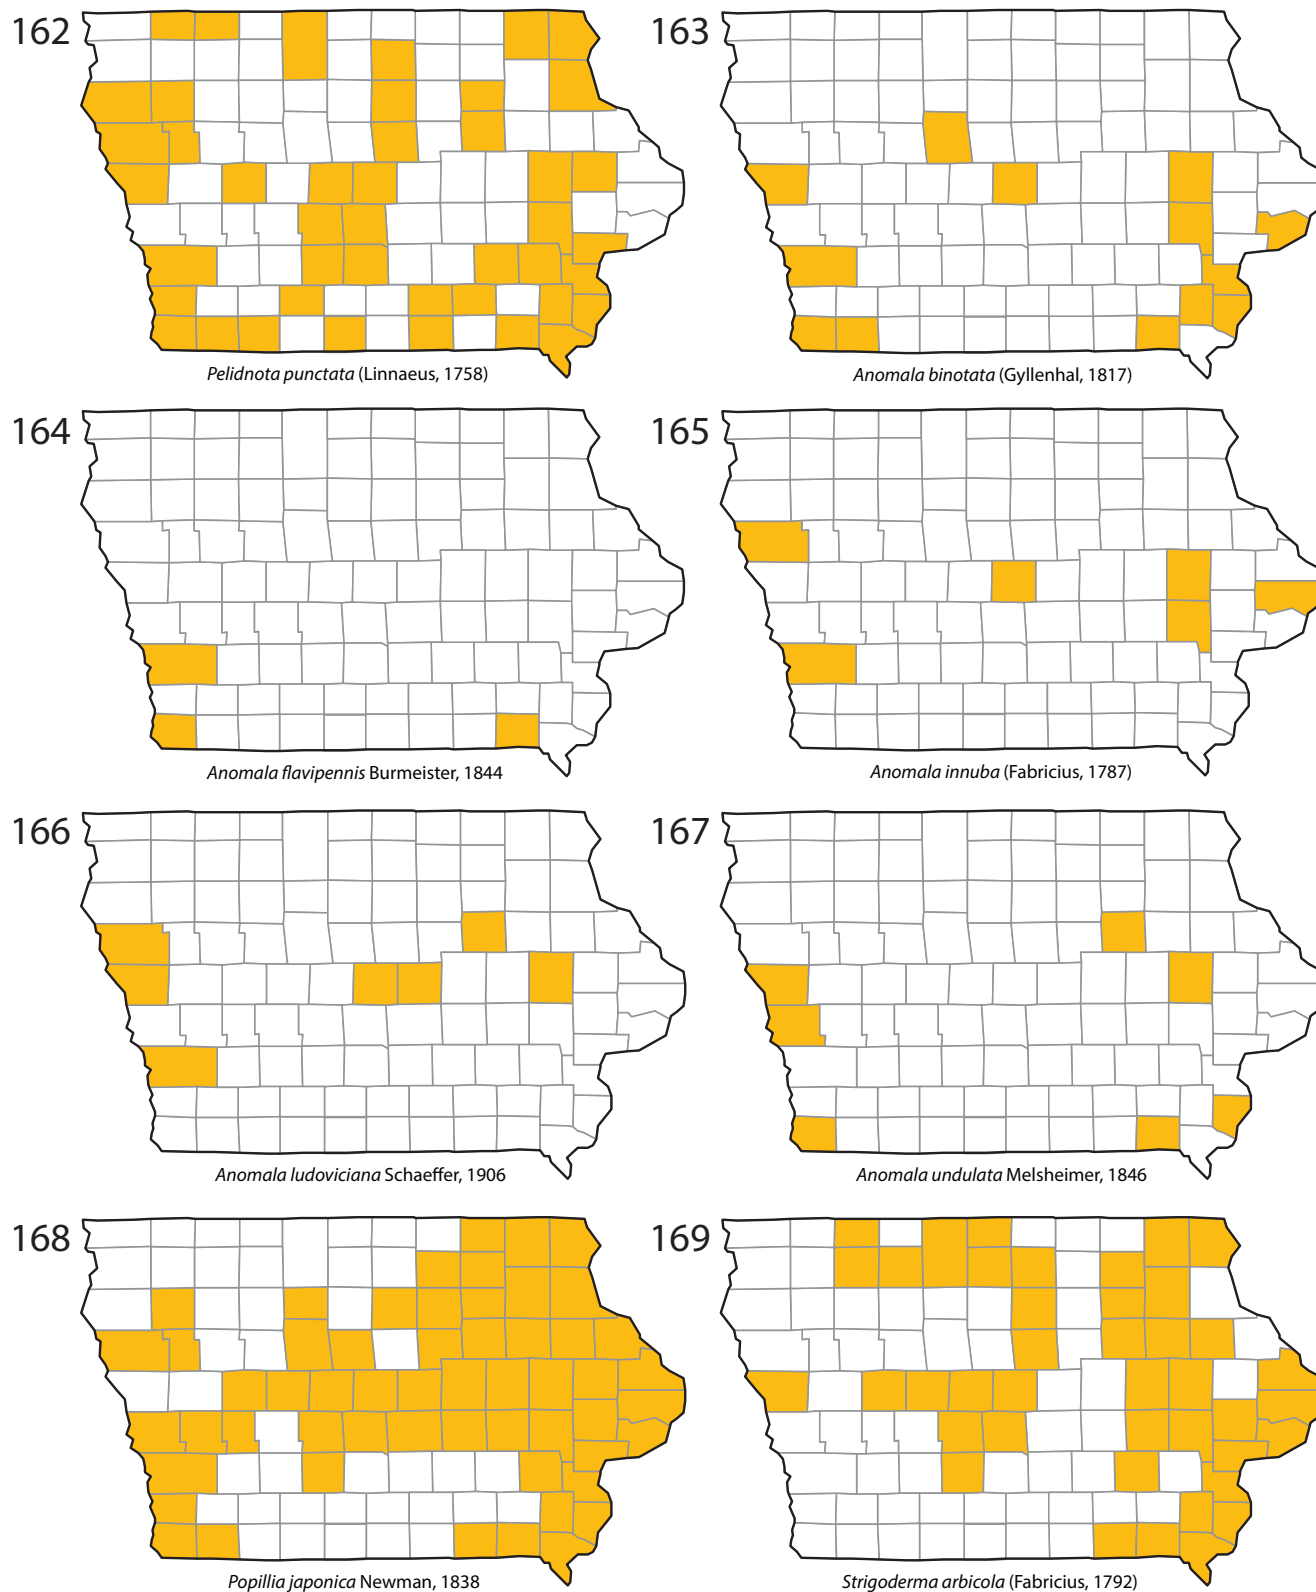 162
163
Pelidnota punctata (Linnaeus, 1758)
Anomala binotata (Gyllenhal, 1817)
164
165
Anomala flavipennis Burmeister, 1844
Anomala innuba (Fabricius, 1787)
166
167
Anomala ludoviciana Schaeffer, 1906
Anomala undulata Melsheimer, 1846
168
169
Popillia japonica Newman, 1838
Strigoderma arbicola (Fabricius, 1792)